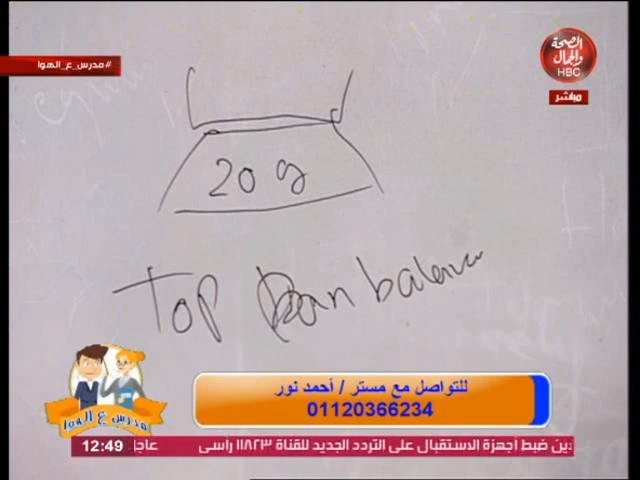 #مدرس_ع_الهوا
الصحة
والجمال
HBC
مباشر
20 g
Top pan balance
للتواصل مع مستر / أحمد نور
01120366234
مدرس ع الهوا
12:49
عاجل
دين ضبط أجهزة الاستقبال على التردد الجديد للقناة ١١٨٢٣ راسى